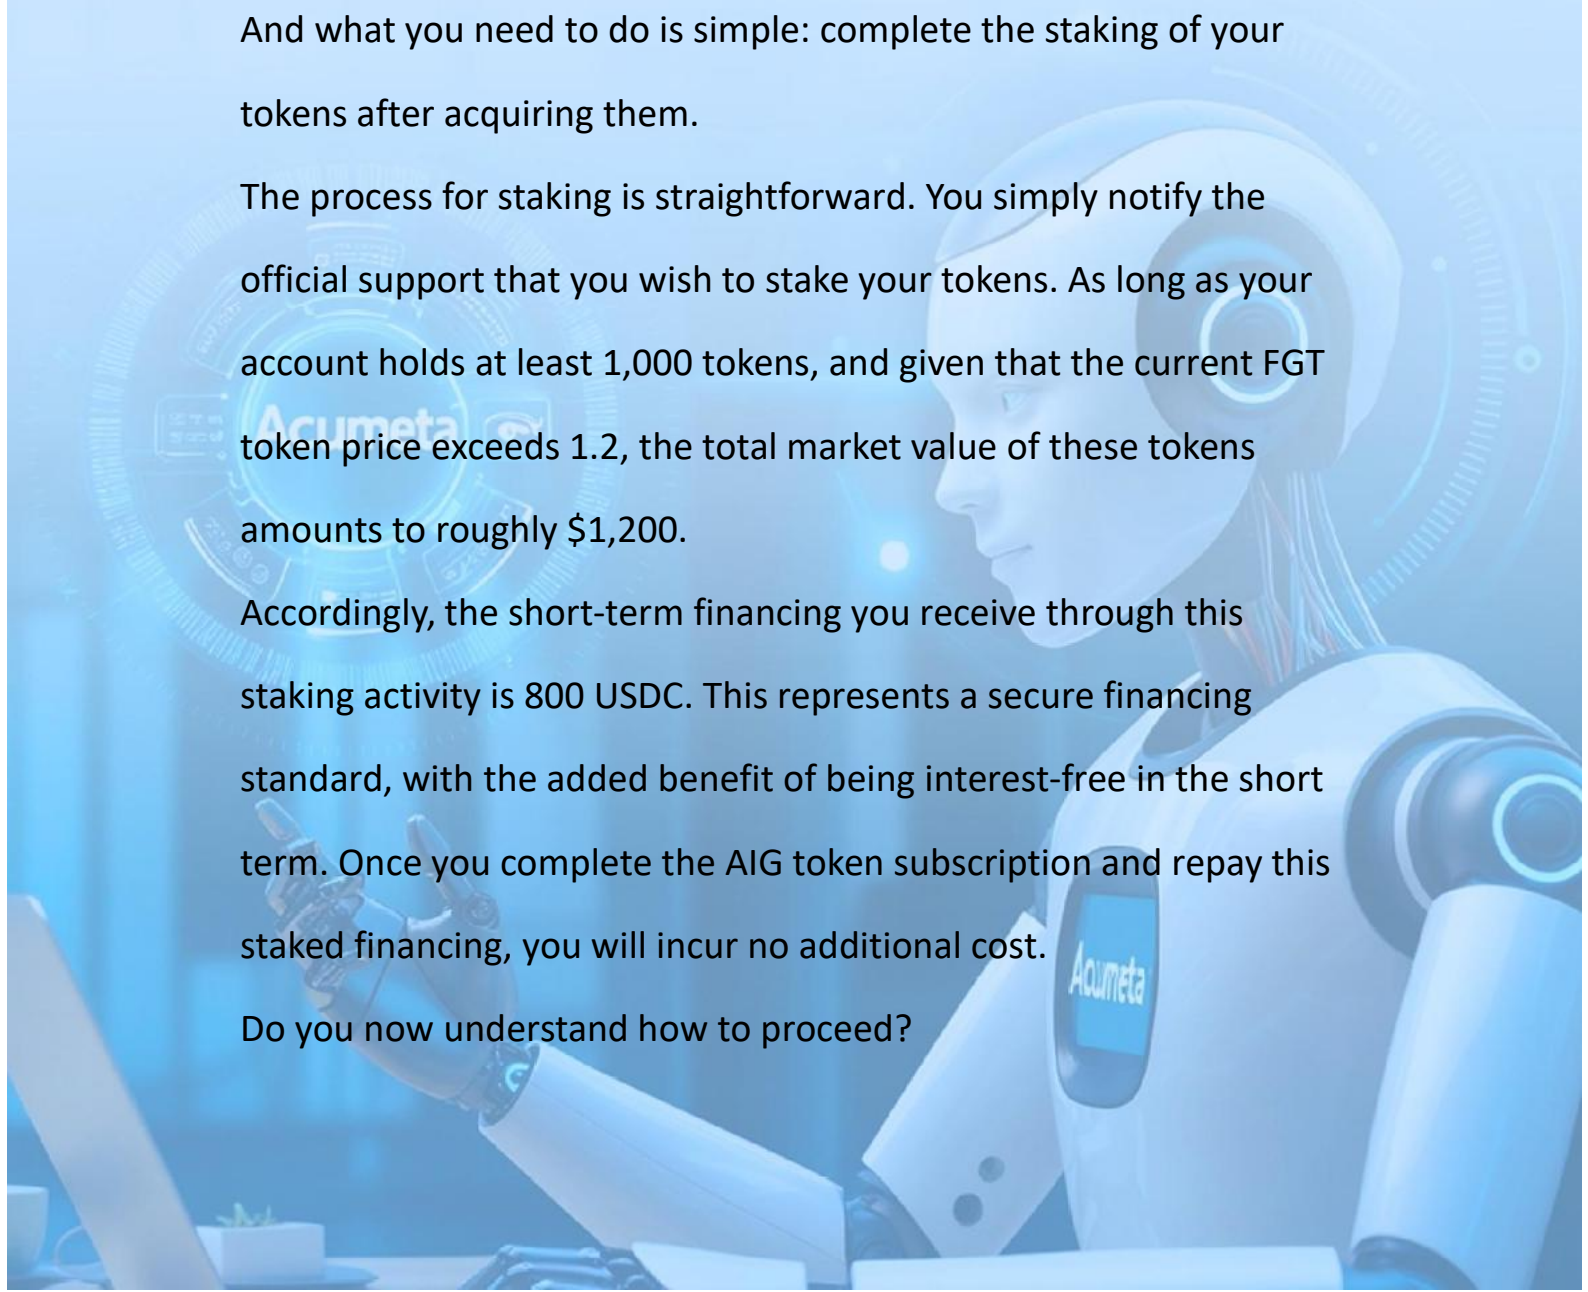 And what you need to do is simple: complete the staking of your
tokens after acquiring them.
The process for staking is straightforward. You simply notify the
official support that you wish to stake your tokens. As long as your
account holds at least 1,000 tokens, and given that the current FGT
token price exceeds 1.2, the total market value of these tokens
Acumeta
amounts to roughly $1,200.
Accordingly, the short-term financing you receive through this
staking activity is 800 USDC. This represents a secure financing
standard, with the added benefit of being interest-free in the short
term. Once you complete the AIG token subscription and repay this
staked financing, you will incur no additional cost.
Acumeta
Do you now understand how to proceed?